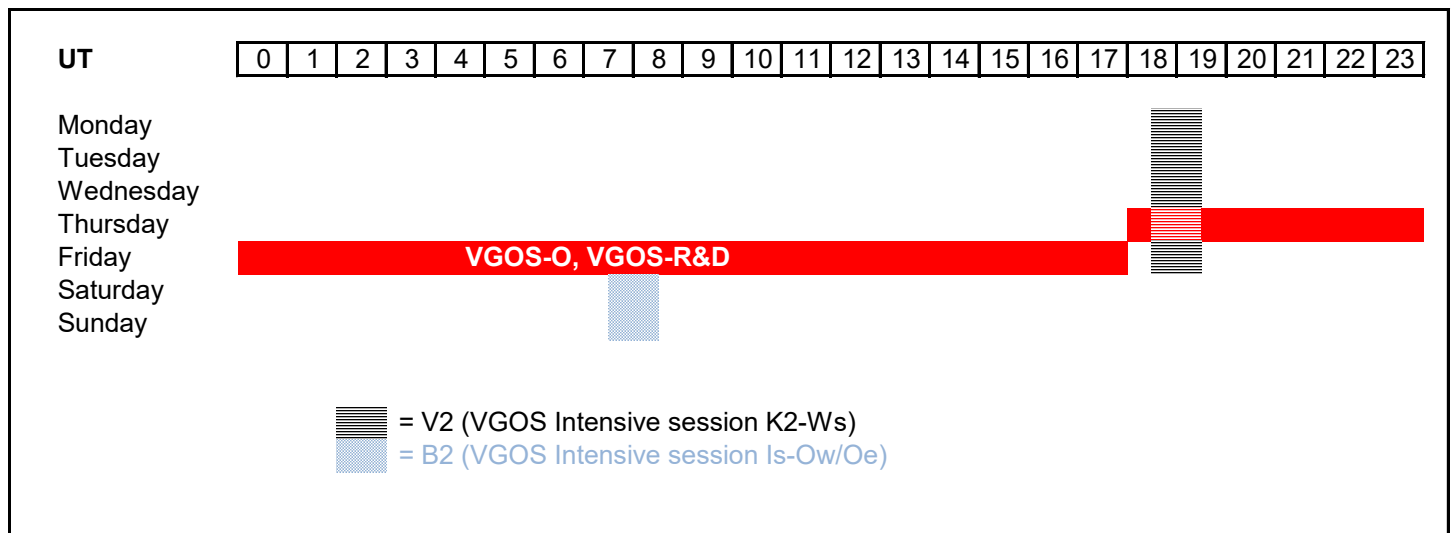 UT 0 1 2 3 4 5 6 7 8 9 10 11 12 13 14 15 16 17 18 19 20 21 22 23
Monday
Tuesday
Wednesday
Thursday
Friday VGOS-O, VGOS-R&D
Saturday
Sunday
= V2 (VGOS Intensive session K2-Ws)
= B2 (VGOS Intensive session Is-Ow/Oe)